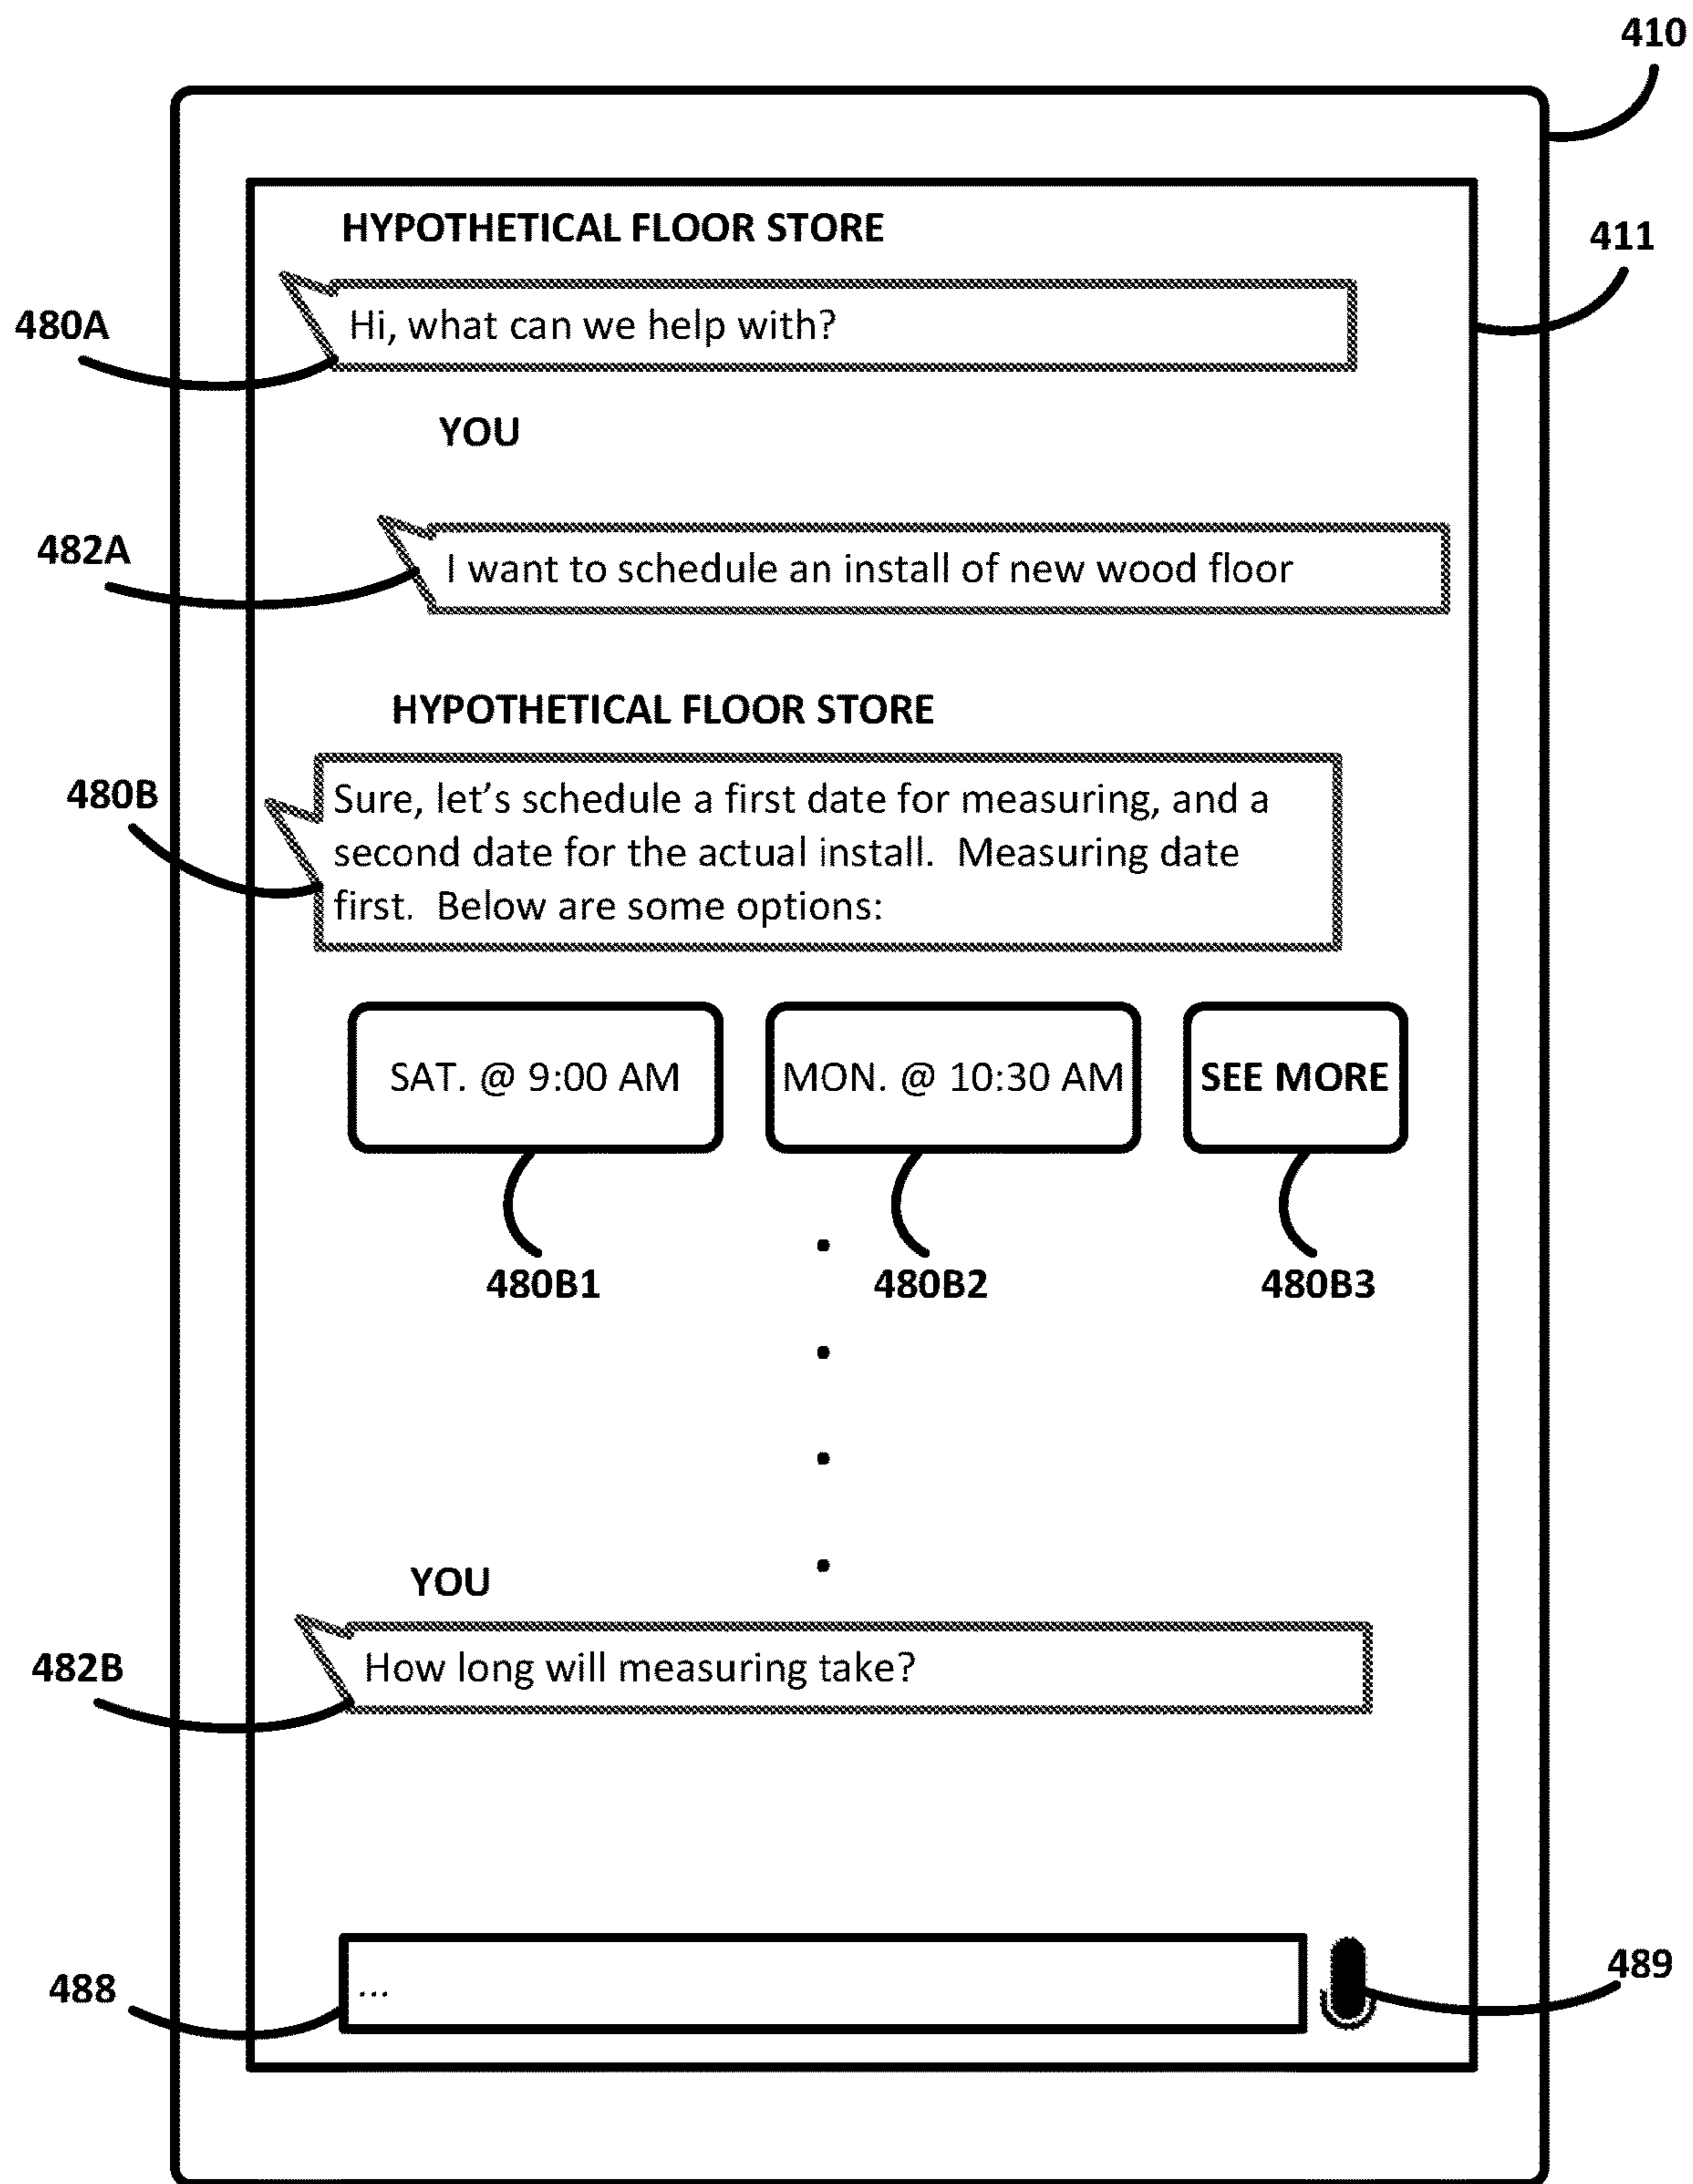 410
HYPOTHETICAL FLOOR STORE
411
480A
Hi, what can we help with?
YOU
482A
I want to schedule an install of new wood floor
HYPOTHETICAL FLOOR STORE
480B
Sure, let's schedule a first date for measuring, and a
second date for the actual install.  Measuring date
first.  Below are some options:
SAT. @ 9:00 AM
MON. @ 10:30 AM
SEE MORE
480B1
480B2
480B3
YOU
482B
How long will measuring take?
488
...
489